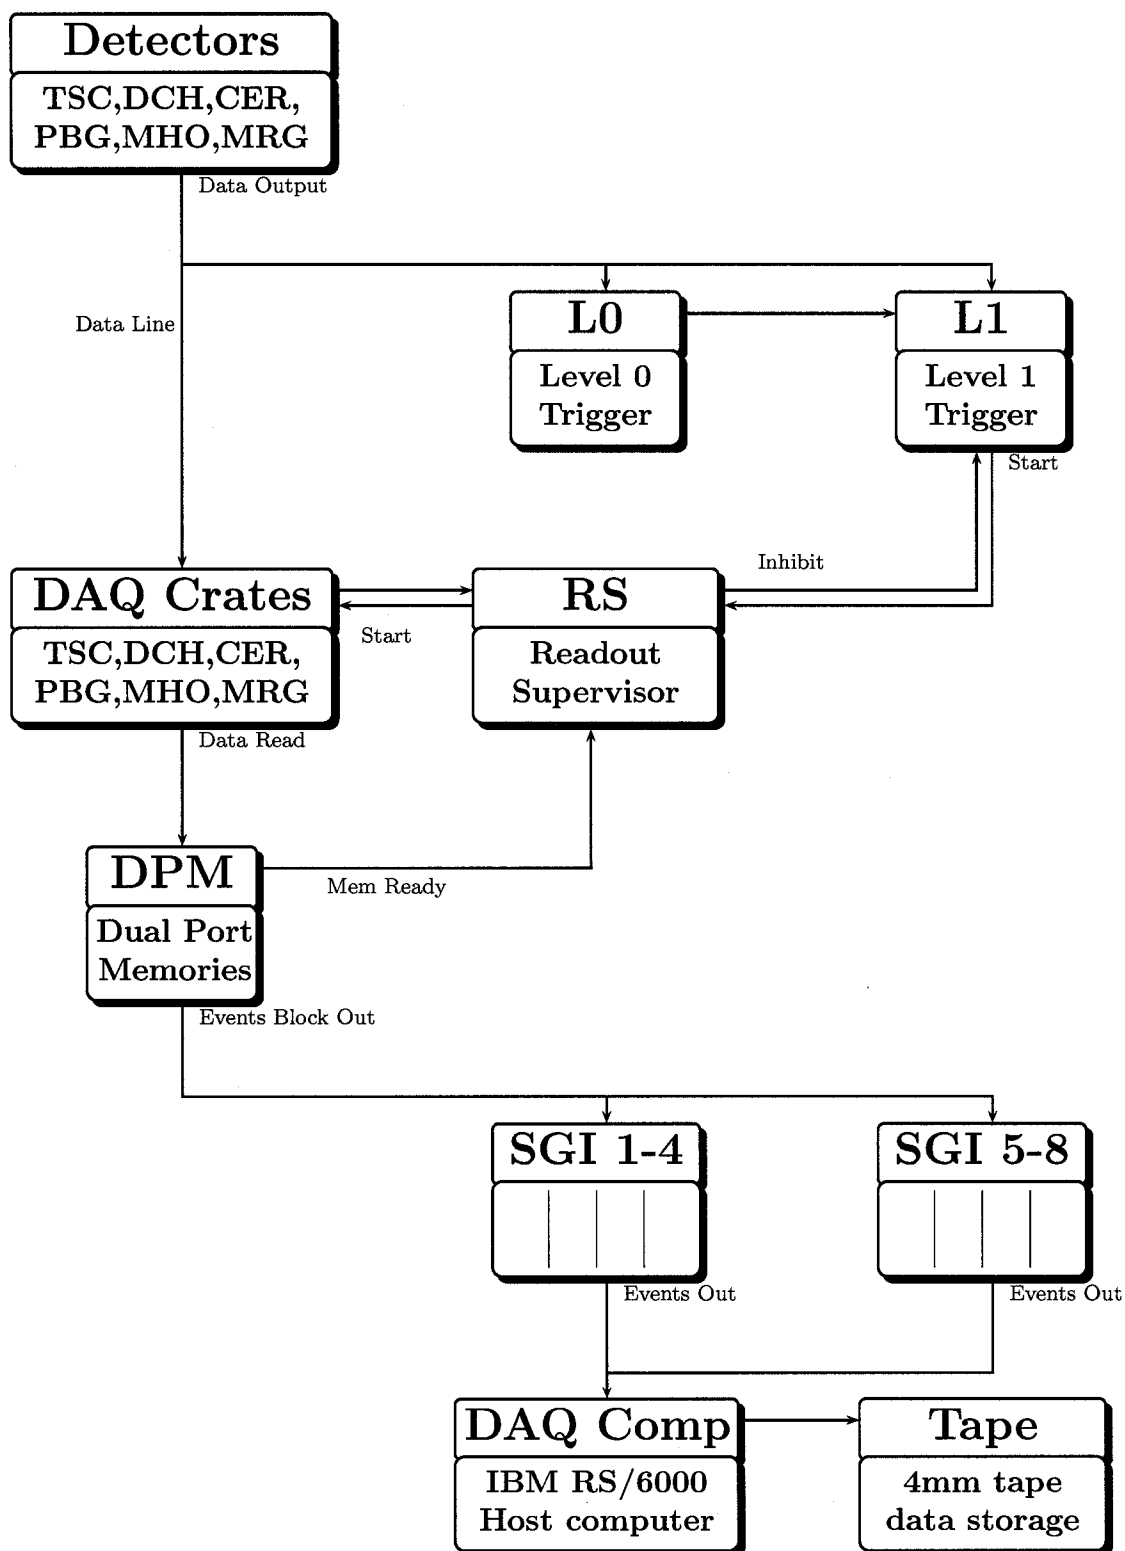 Detectors
TSC,DCH,CER,
PBG,MHO,MRG
Data Output
Data Line
L0
Level 0
Trigger
L1
Level 1
Trigger
Start
Inhibit
DAQ Crates
TSC,DCH,CER,
PBG,MHO,MRG
Start
RS
Readout
Supervisor
Data Read
DPM
Dual Port
Memories
Mem Ready
Events Block Out
SGI 1-4
SGI 5-8
Events Out
Events Out
DAQ Comp
IBM RS/6000
Host computer
Tape
4mm tape
data storage